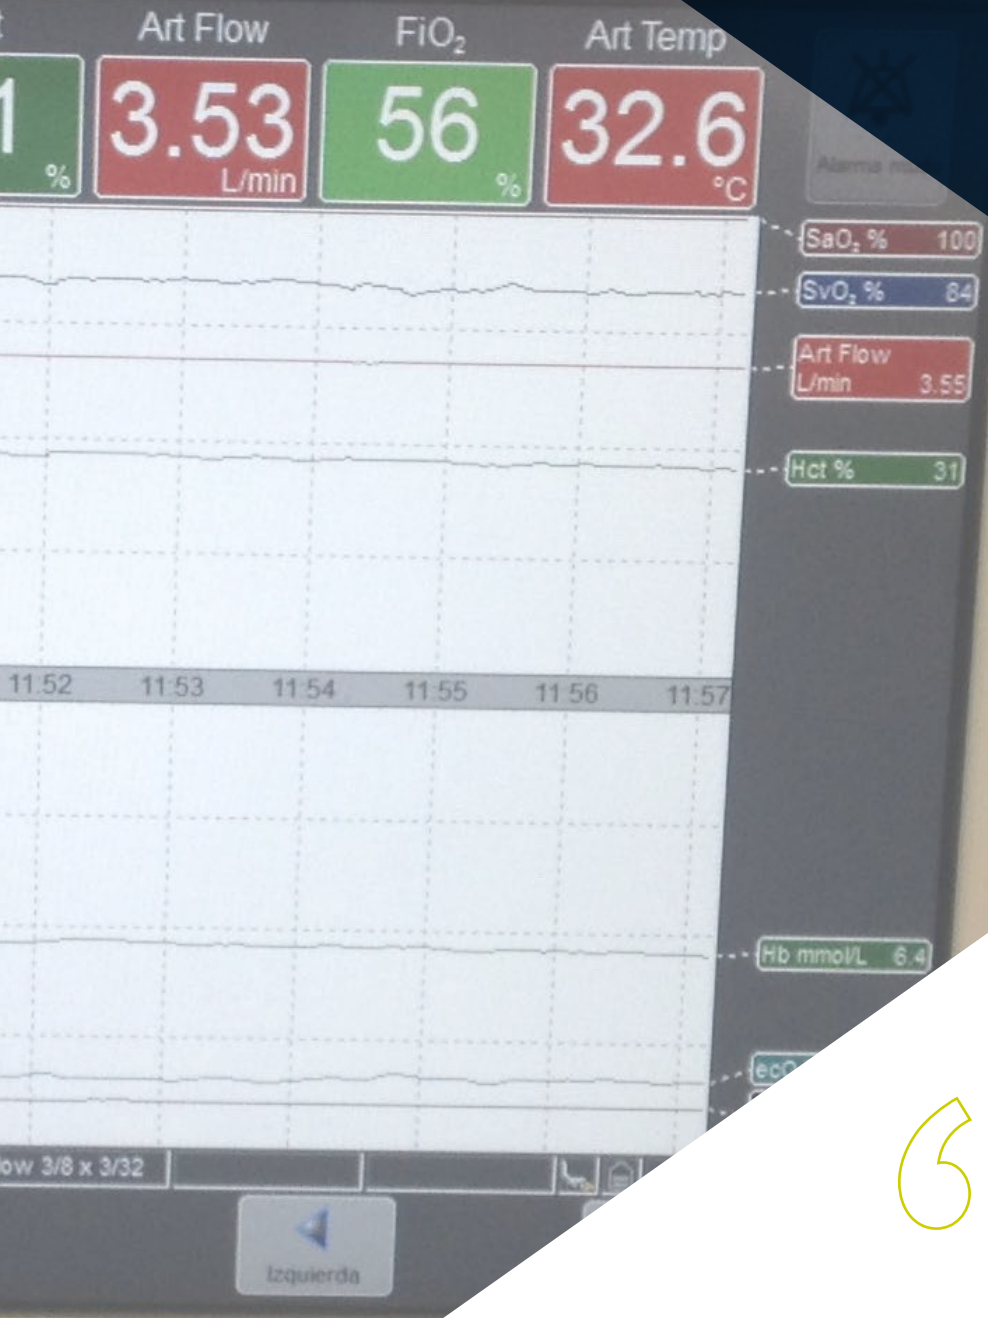 Art Flow
FiO₂
Art Temp
1 %
3.53 L/min
56 %
32.6 °C
SaO₂ % 100
SvO₂ % 84
Art Flow
L/min 3.55
Hct % 31
11:52 11:53 11:54 11:55 11:56 11:57
Hb mmol/L 6.4
ow 3/8 x 3/32
Izquierda
6